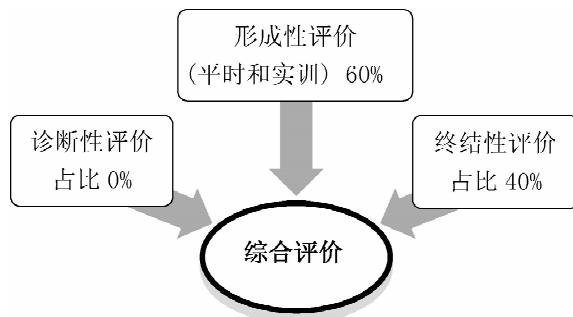 形成性评价
(平时和实训) 60%
诊断性评价
占比 0%
终结性评价
占比 40%
综合评价